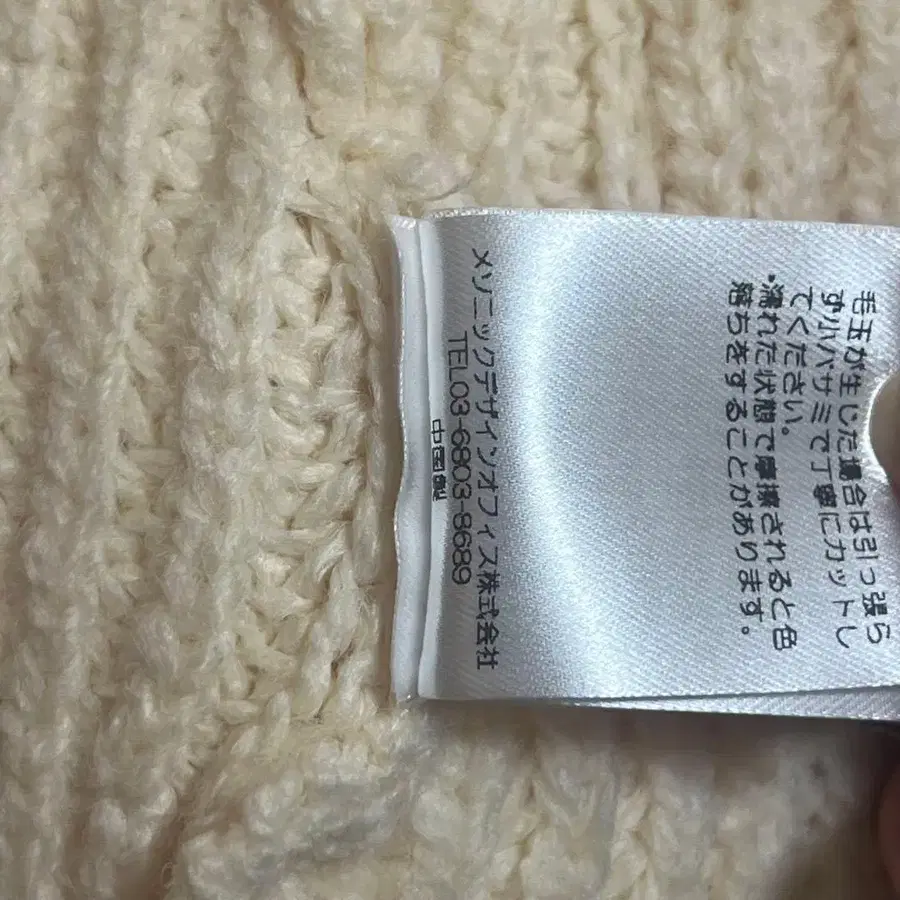 毛玉が生じた場合は引っ張ら
ず小ハサミで丁寧にカットし
てください。
・濡れた状態で摩擦されると色
落ちをすることがあります。
メソニックデザインオフィス株式会社
TEL03-6803-8689
中国製